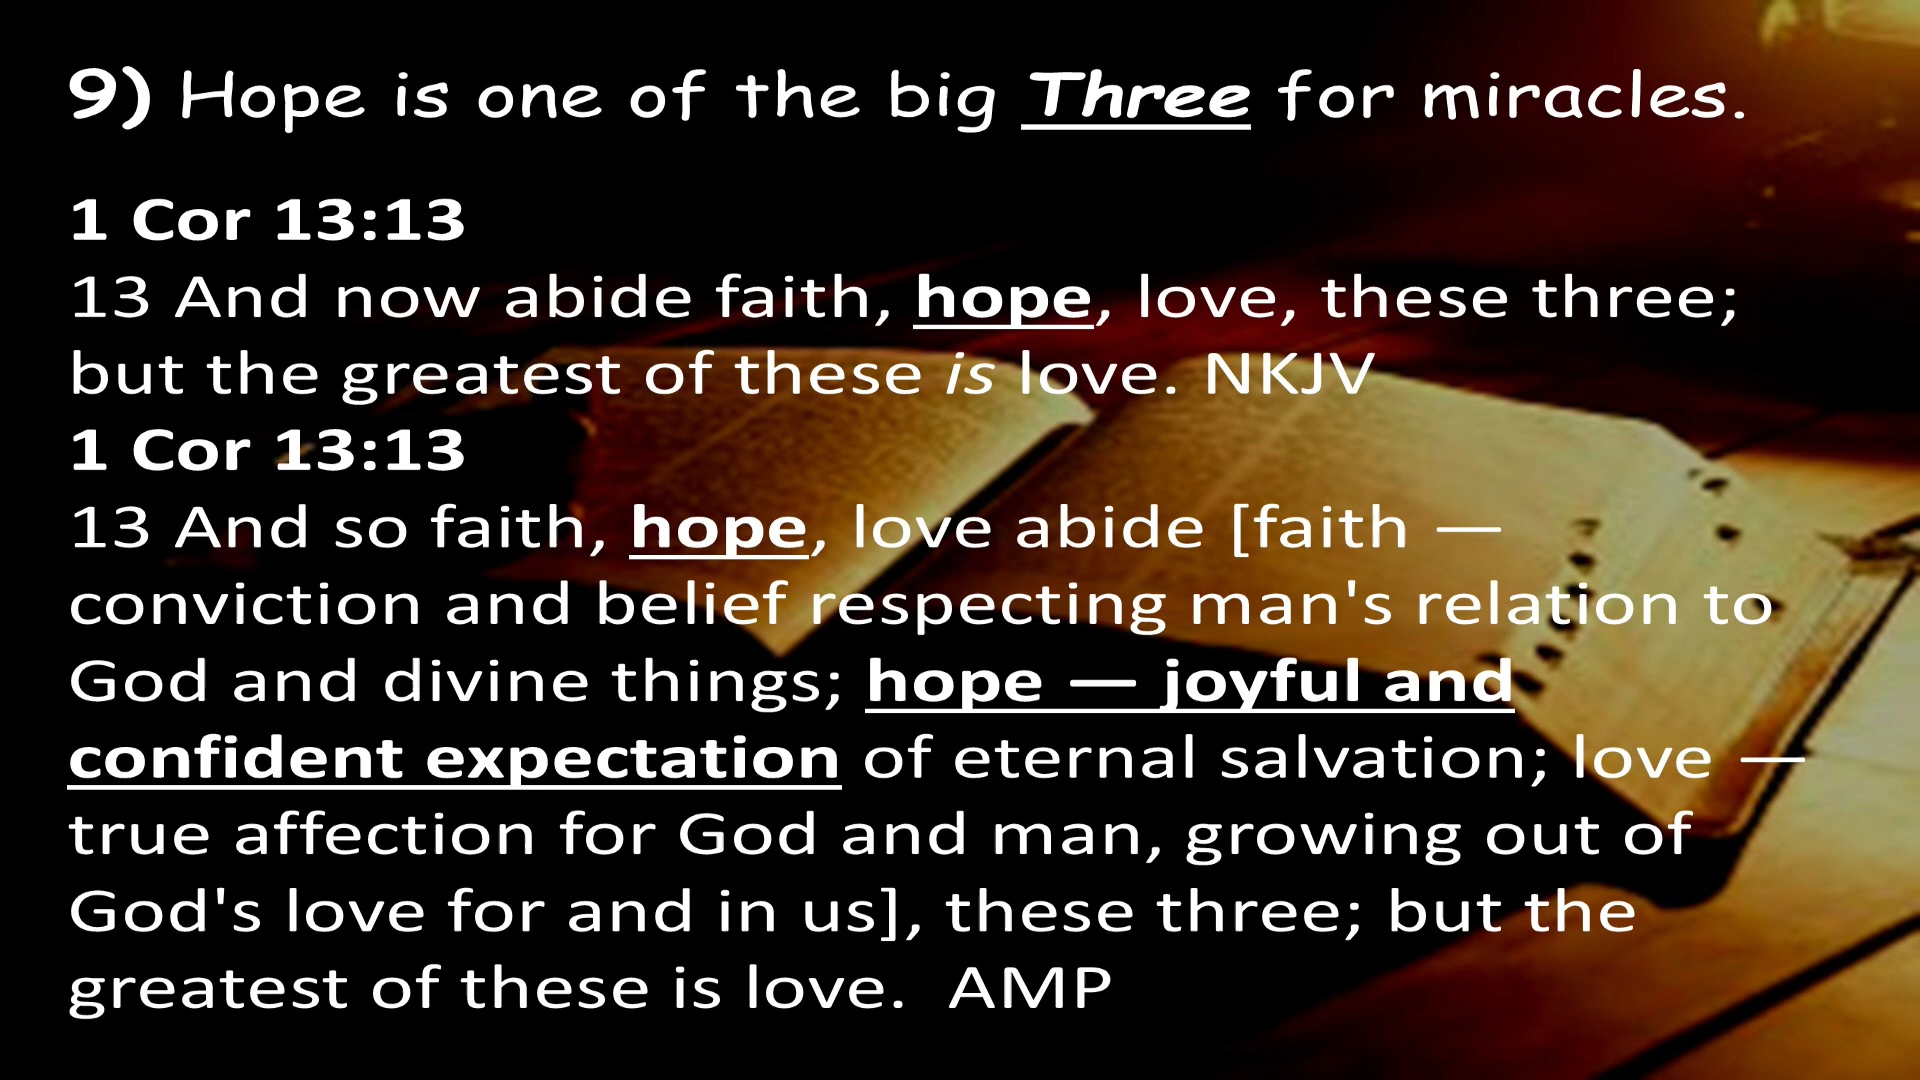 9) Hope is one of the big Three for miracles.
1 Cor 13:13
13 And now abide faith, hope, love, these three;
but the greatest of these is love. NKJV
1 Cor 13:13
13 And so faith, hope, love abide [faith —
conviction and belief respecting man's relation to
God and divine things; hope — joyful and
confident expectation of eternal salvation; love —
true affection for God and man, growing out of
God's love for and in us], these three; but the
greatest of these is love.  AMP